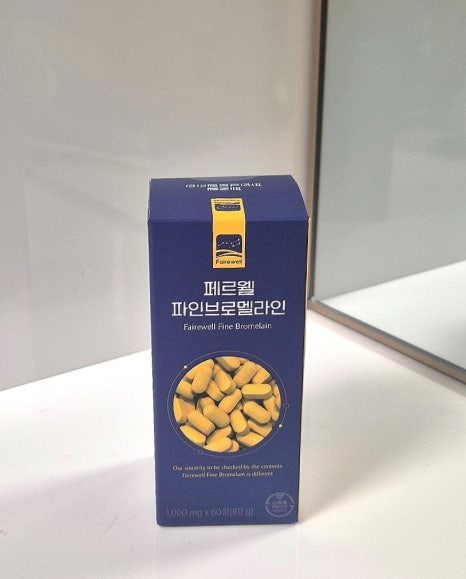 Fairewell
페르웰
파인브로멜라인
Fairewell Fine Bromelain
Our sincerity to be checked by the contents
Fairewell Fine Bromelain is different
1,000 mg x 60정(60 g)